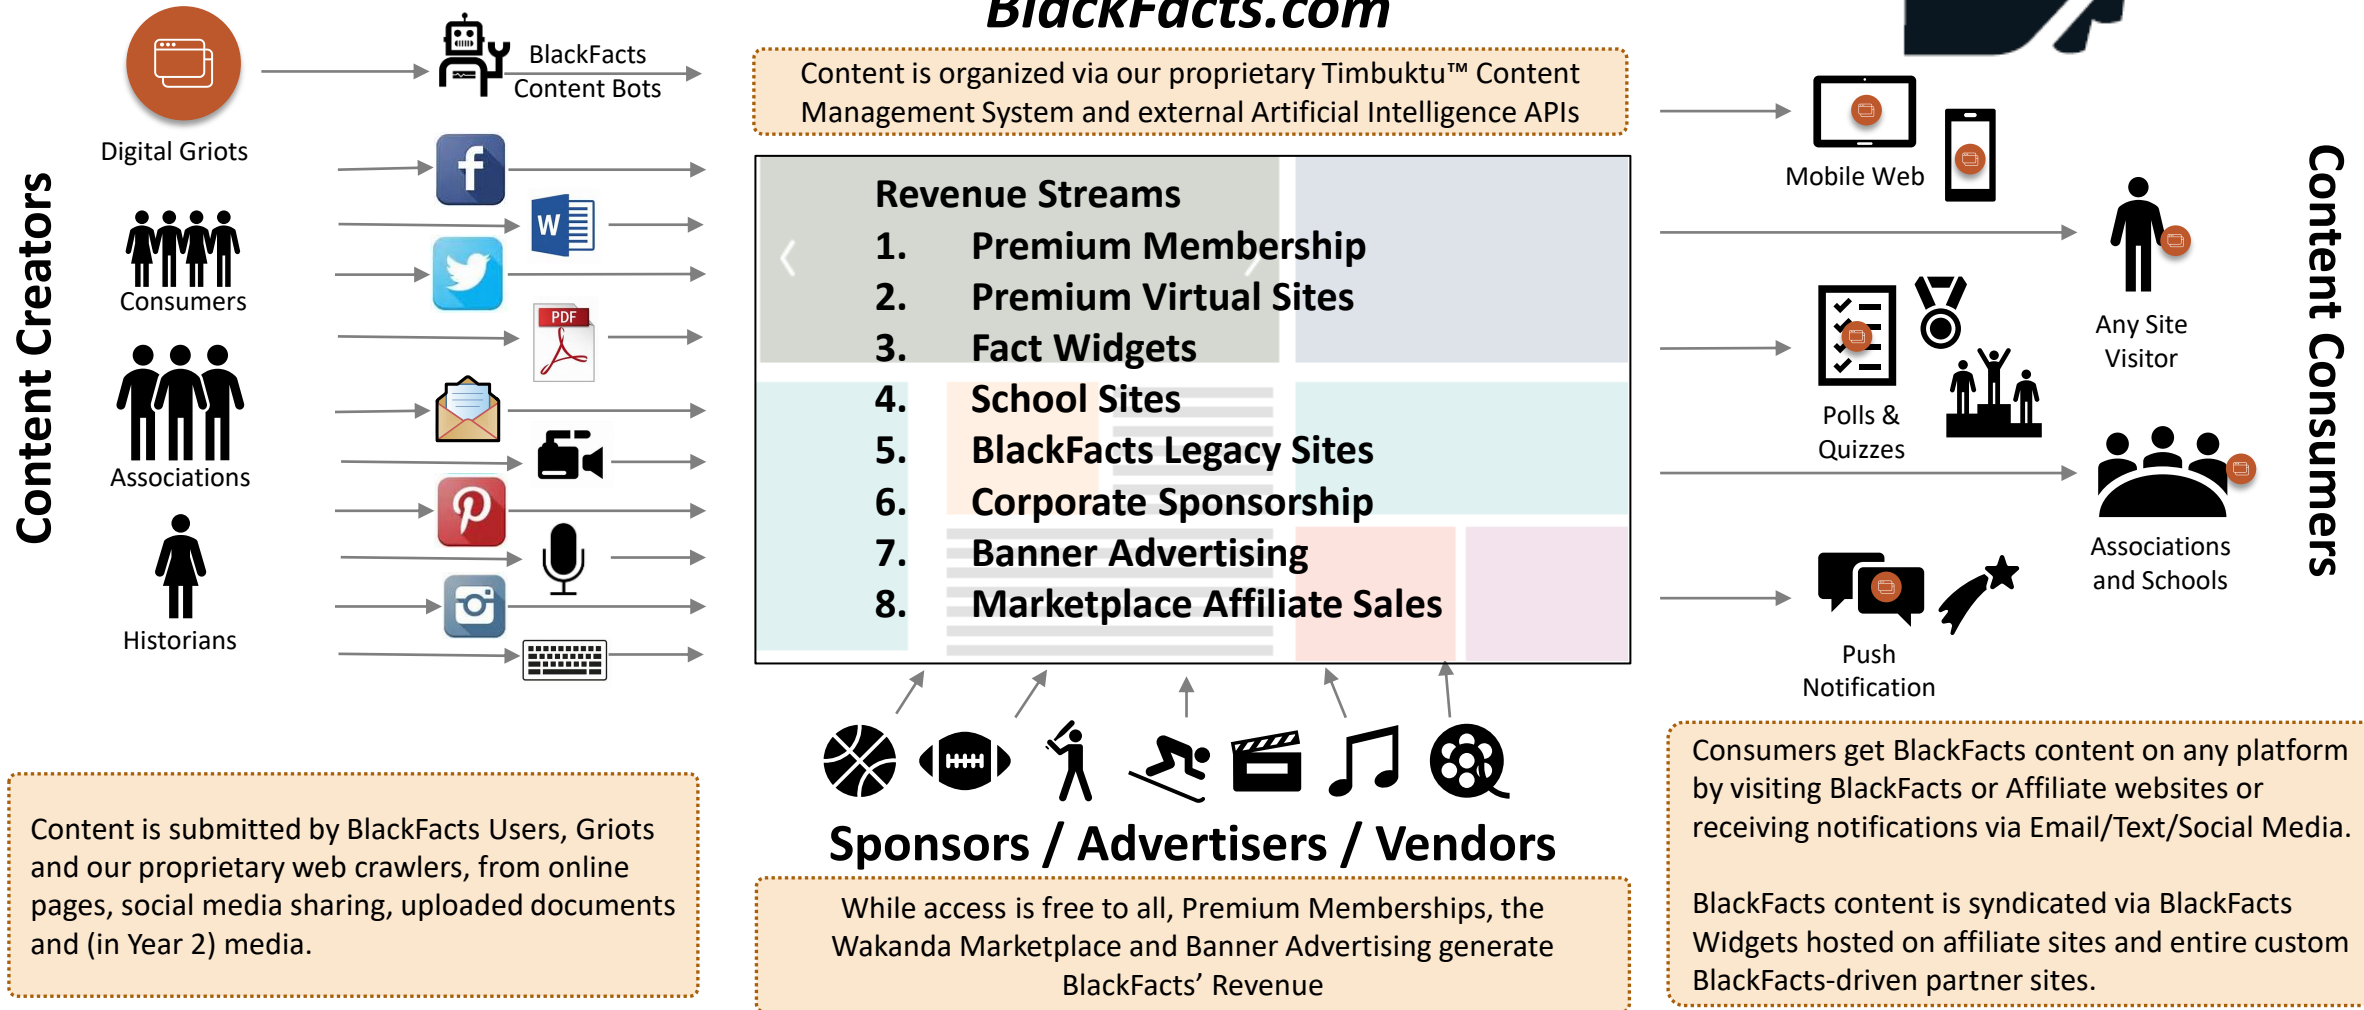 BlackFacts.com
Content is organized via our proprietary Timbuktu™ Content
Management System and external Artificial Intelligence APIs
Content Creators
Digital Griots
Consumers
Associations
Historians
BlackFacts
Content Bots
f
W
PDF
Revenue Streams
1. Premium Membership
2. Premium Virtual Sites
3. Fact Widgets
4. School Sites
5. BlackFacts Legacy Sites
6. Corporate Sponsorship
7. Banner Advertising
8. Marketplace Affiliate Sales
Mobile Web
Any Site
Visitor
Polls &
Quizzes
Associations
and Schools
Push
Notification
Content Consumers
Content is submitted by BlackFacts Users, Griots
and our proprietary web crawlers, from online
pages, social media sharing, uploaded documents
and (in Year 2) media.
Sponsors / Advertisers / Vendors
While access is free to all, Premium Memberships, the
Wakanda Marketplace and Banner Advertising generate
BlackFacts’ Revenue
Consumers get BlackFacts content on any platform
by visiting BlackFacts or Affiliate websites or
receiving notifications via Email/Text/Social Media.
BlackFacts content is syndicated via BlackFacts
Widgets hosted on affiliate sites and entire custom
BlackFacts-driven partner sites.